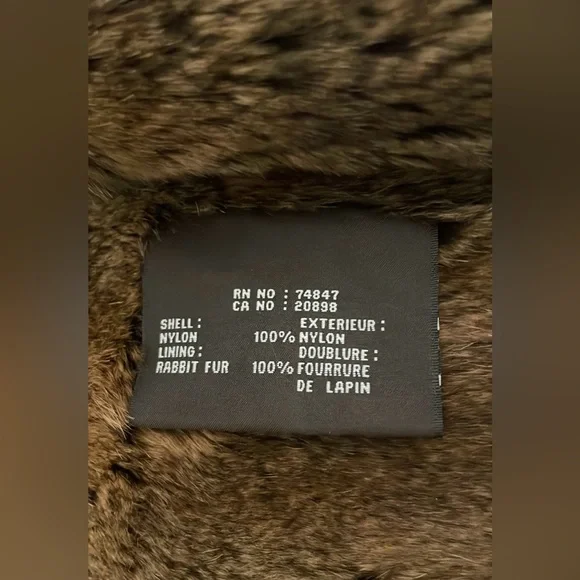 RN NO : 74847
CA NO : 20898
SHELL: EXTERIEUR:
NYLON 100% NYLON
LINING: DOUBLURE:
RABBIT FUR 100% FOURRURE
DE LAPIN